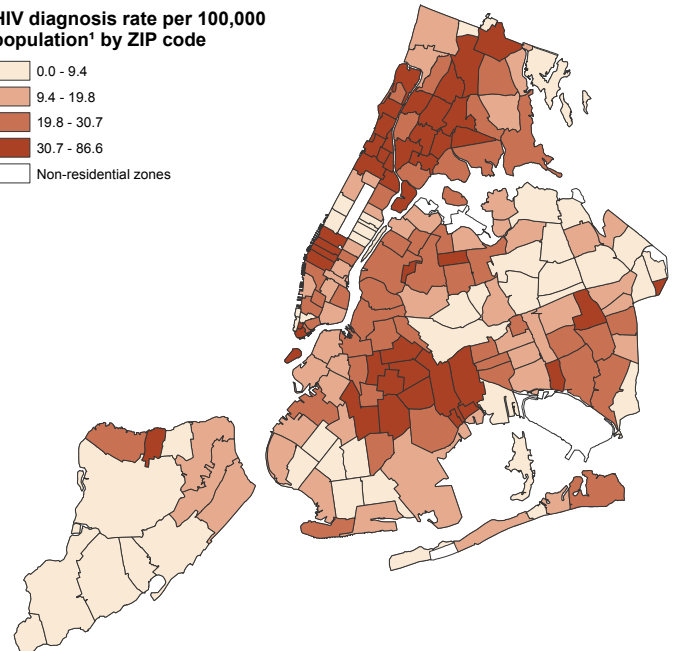 HIV diagnosis rate per 100,000
population¹ by ZIP code
0.0 - 9.4
9.4 - 19.8
19.8 - 30.7
30.7 - 86.6
Non-residential zones